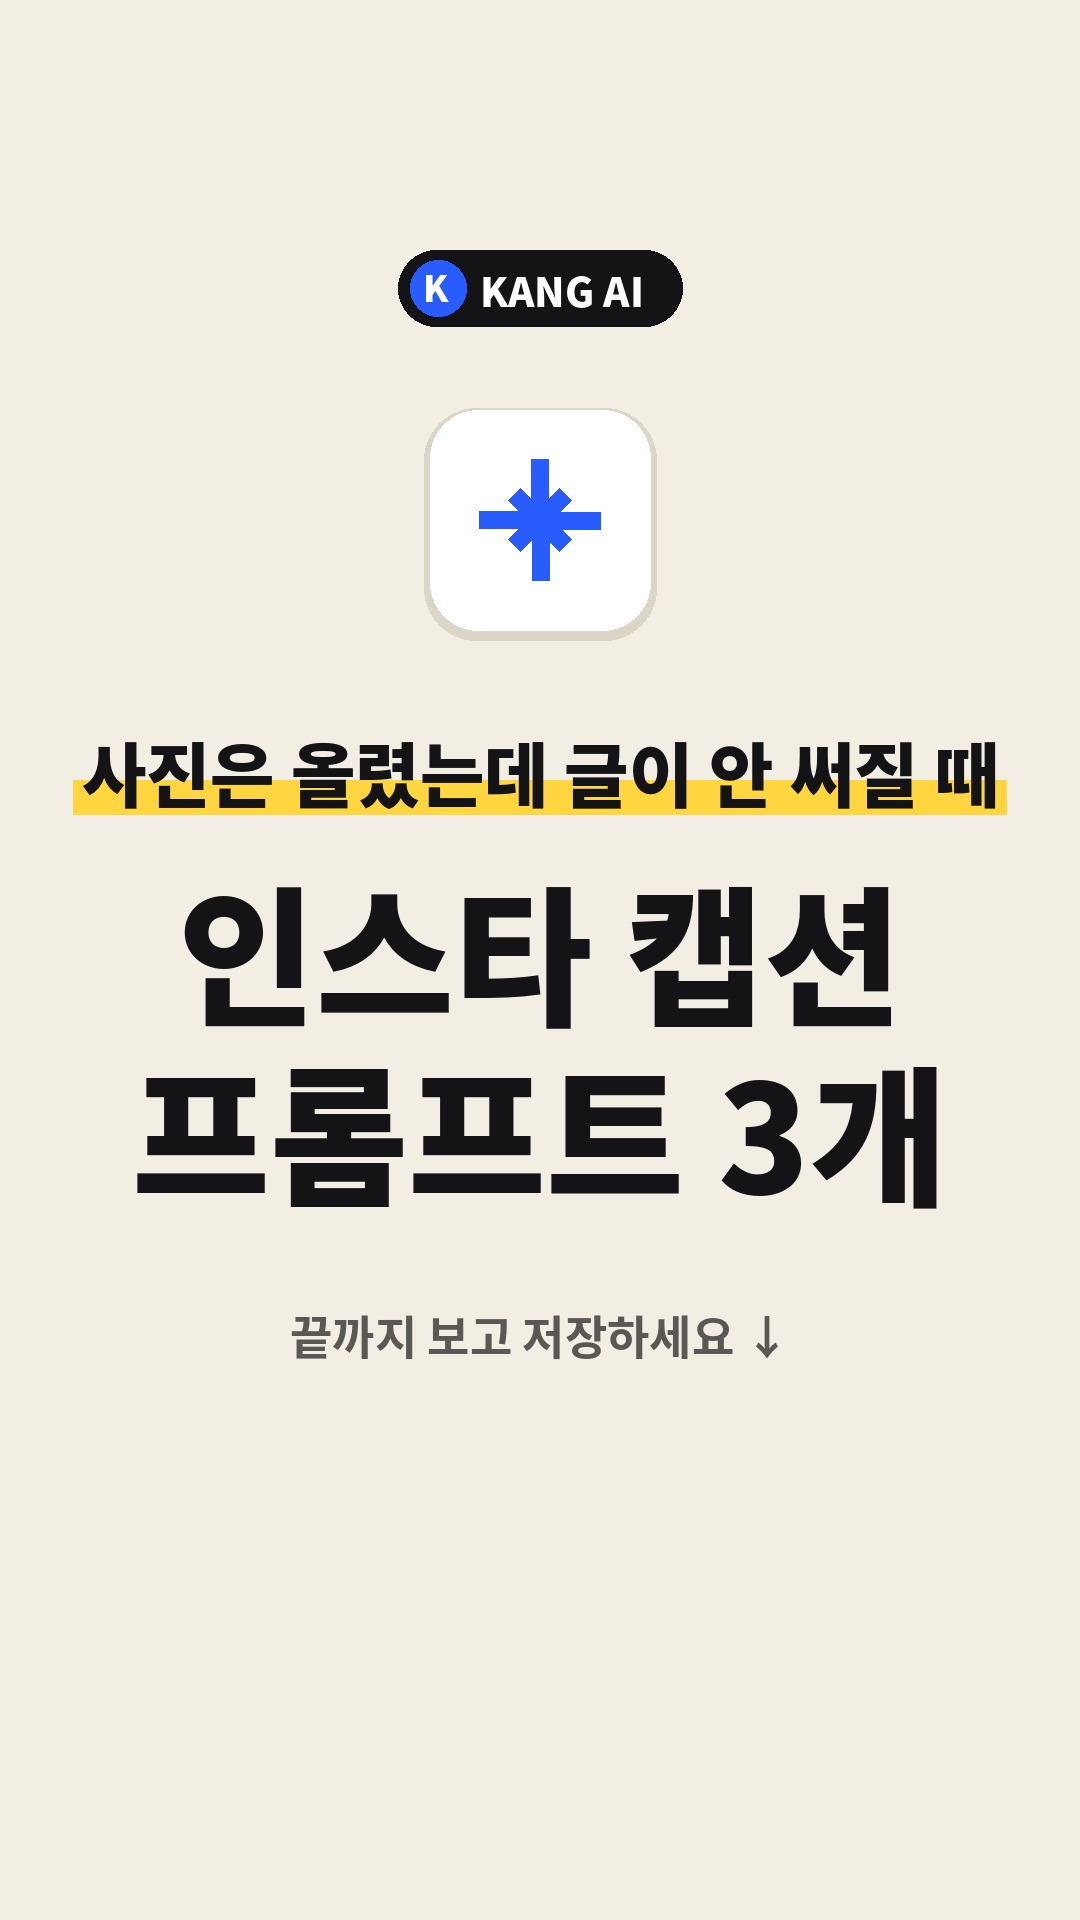 K KANG AI
사진은 올렸는데 글이 안 써질 때
인스타 캡션
프롬프트 3개
끝까지 보고 저장하세요 ↓